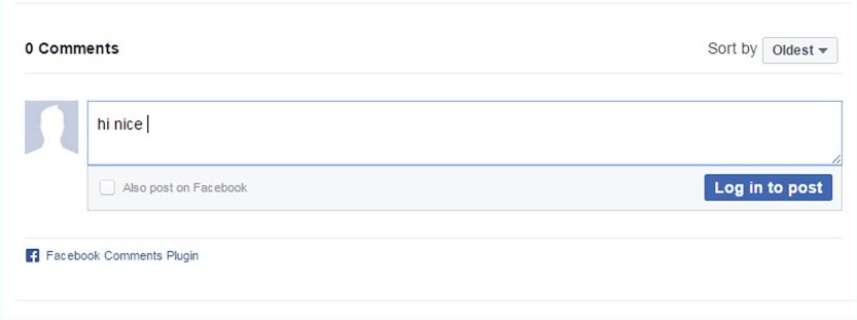 0 Comments
Sort by Oldest
hi nice
Also post on Facebook
Log in to post
Facebook Comments Plugin